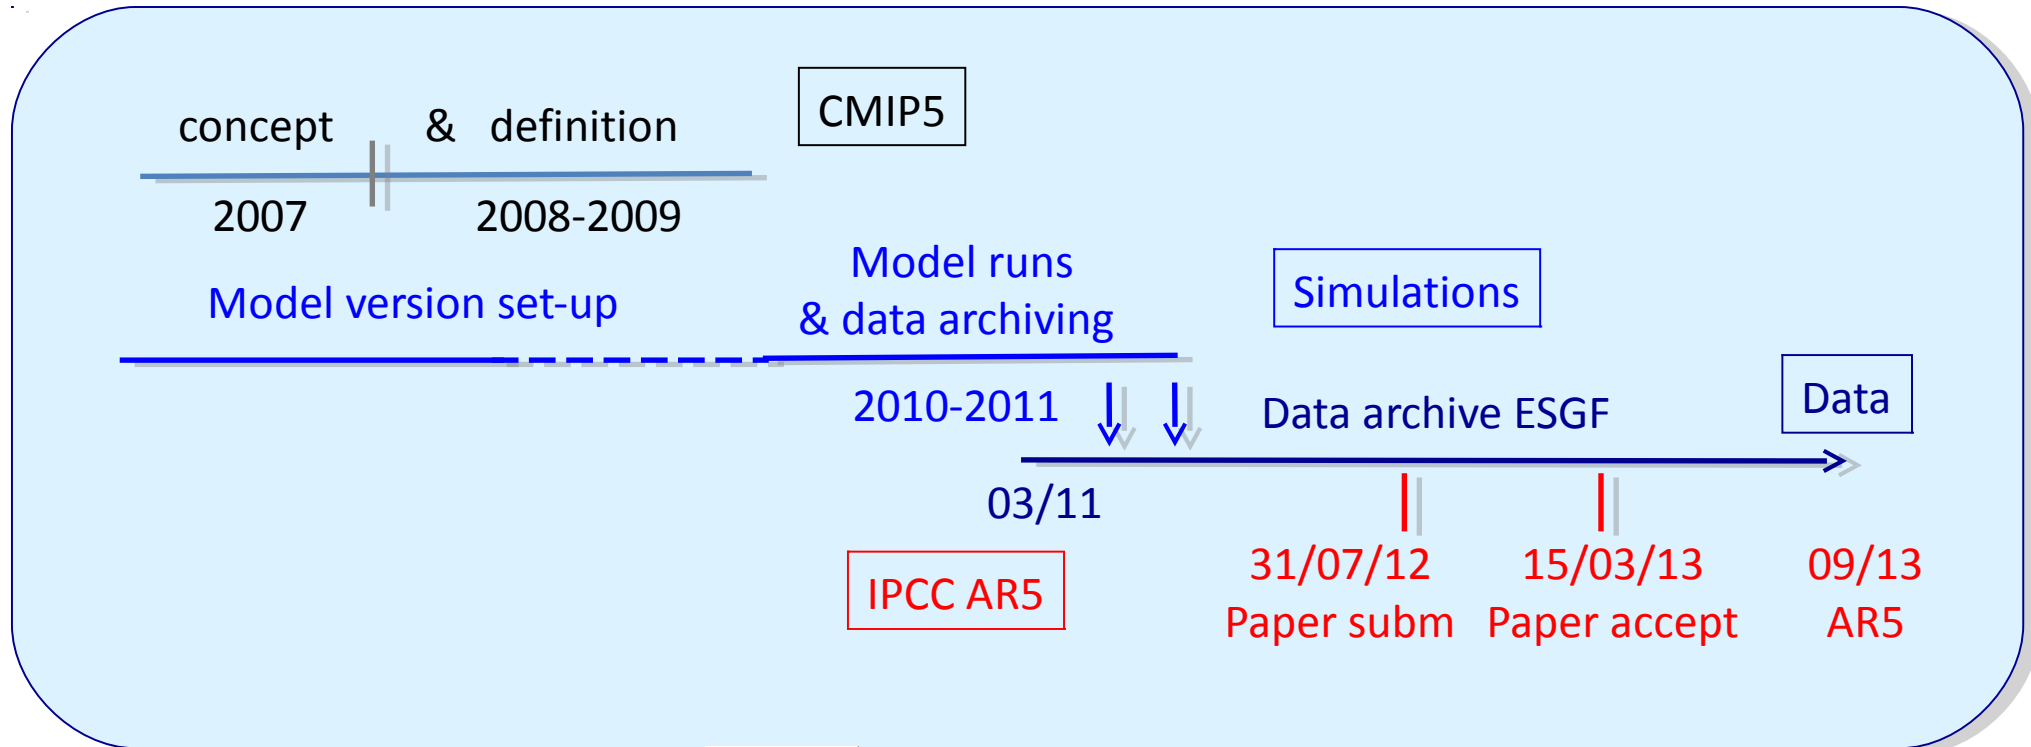 CMIP5
concept & definition
2007 2008-2009
Model runs
& data archiving
Model version set-up
Simulations
2010-2011
Data archive ESGF
Data
03/11
IPCC AR5
31/07/12 15/03/13 09/13
Paper subm Paper accept AR5